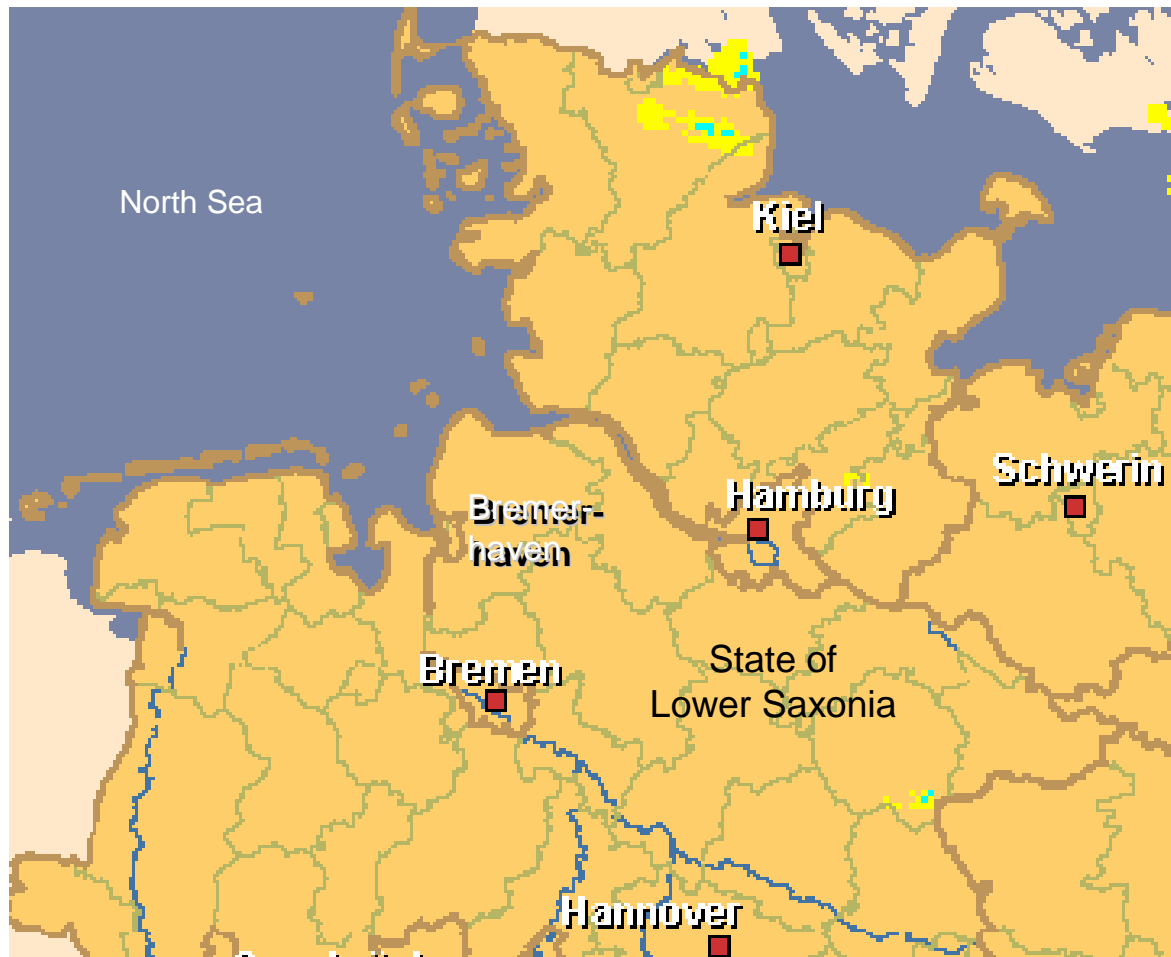 North Sea
Kiel
Schwerin
Hamburg
Bremer-
haven
State of
Lower Saxonia
Bremen
Hannover